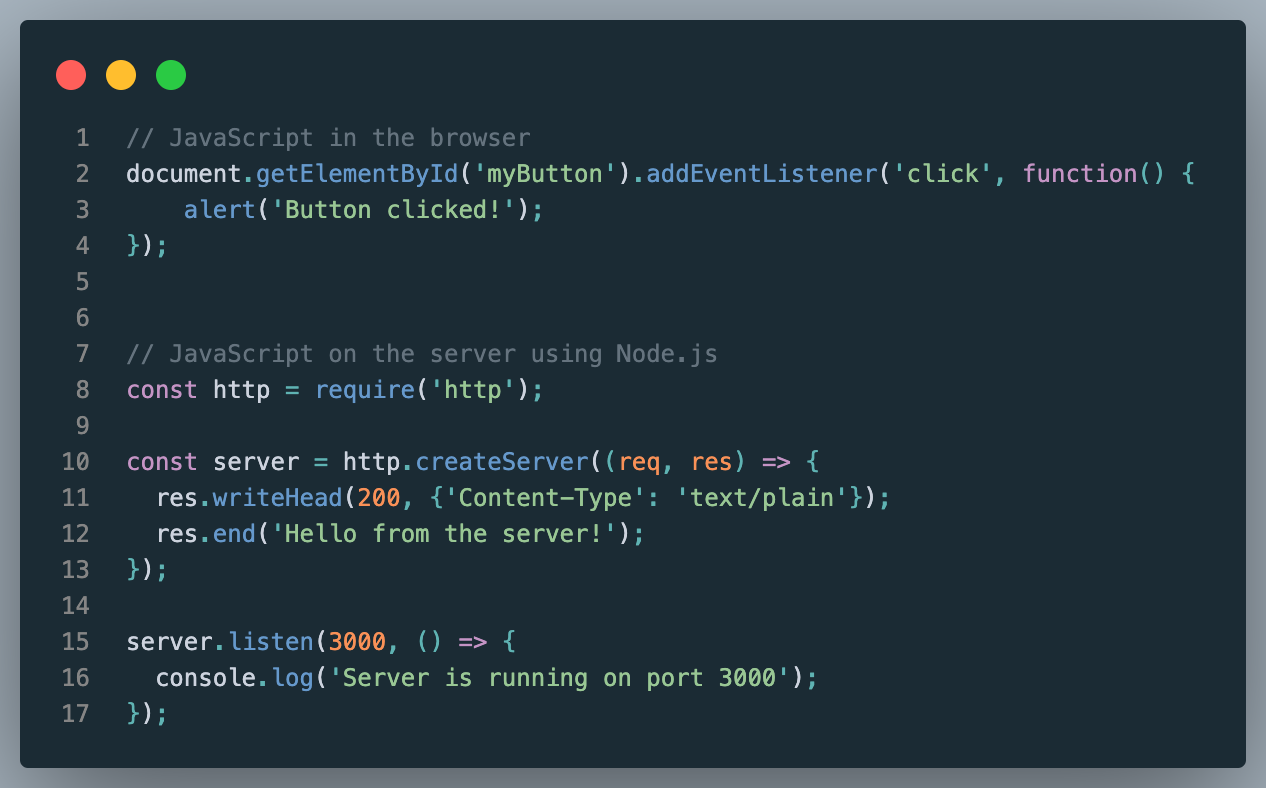 1 // JavaScript in the browser
2 document.getElementById('myButton').addEventListener('click', function() {
3     alert('Button clicked!');
4 });
5
6
7 // JavaScript on the server using Node.js
8 const http = require('http');
9
10 const server = http.createServer((req, res) => {
11   res.writeHead(200, {'Content-Type': 'text/plain'});
12   res.end('Hello from the server!');
13 });
14
15 server.listen(3000, () => {
16   console.log('Server is running on port 3000');
17 });